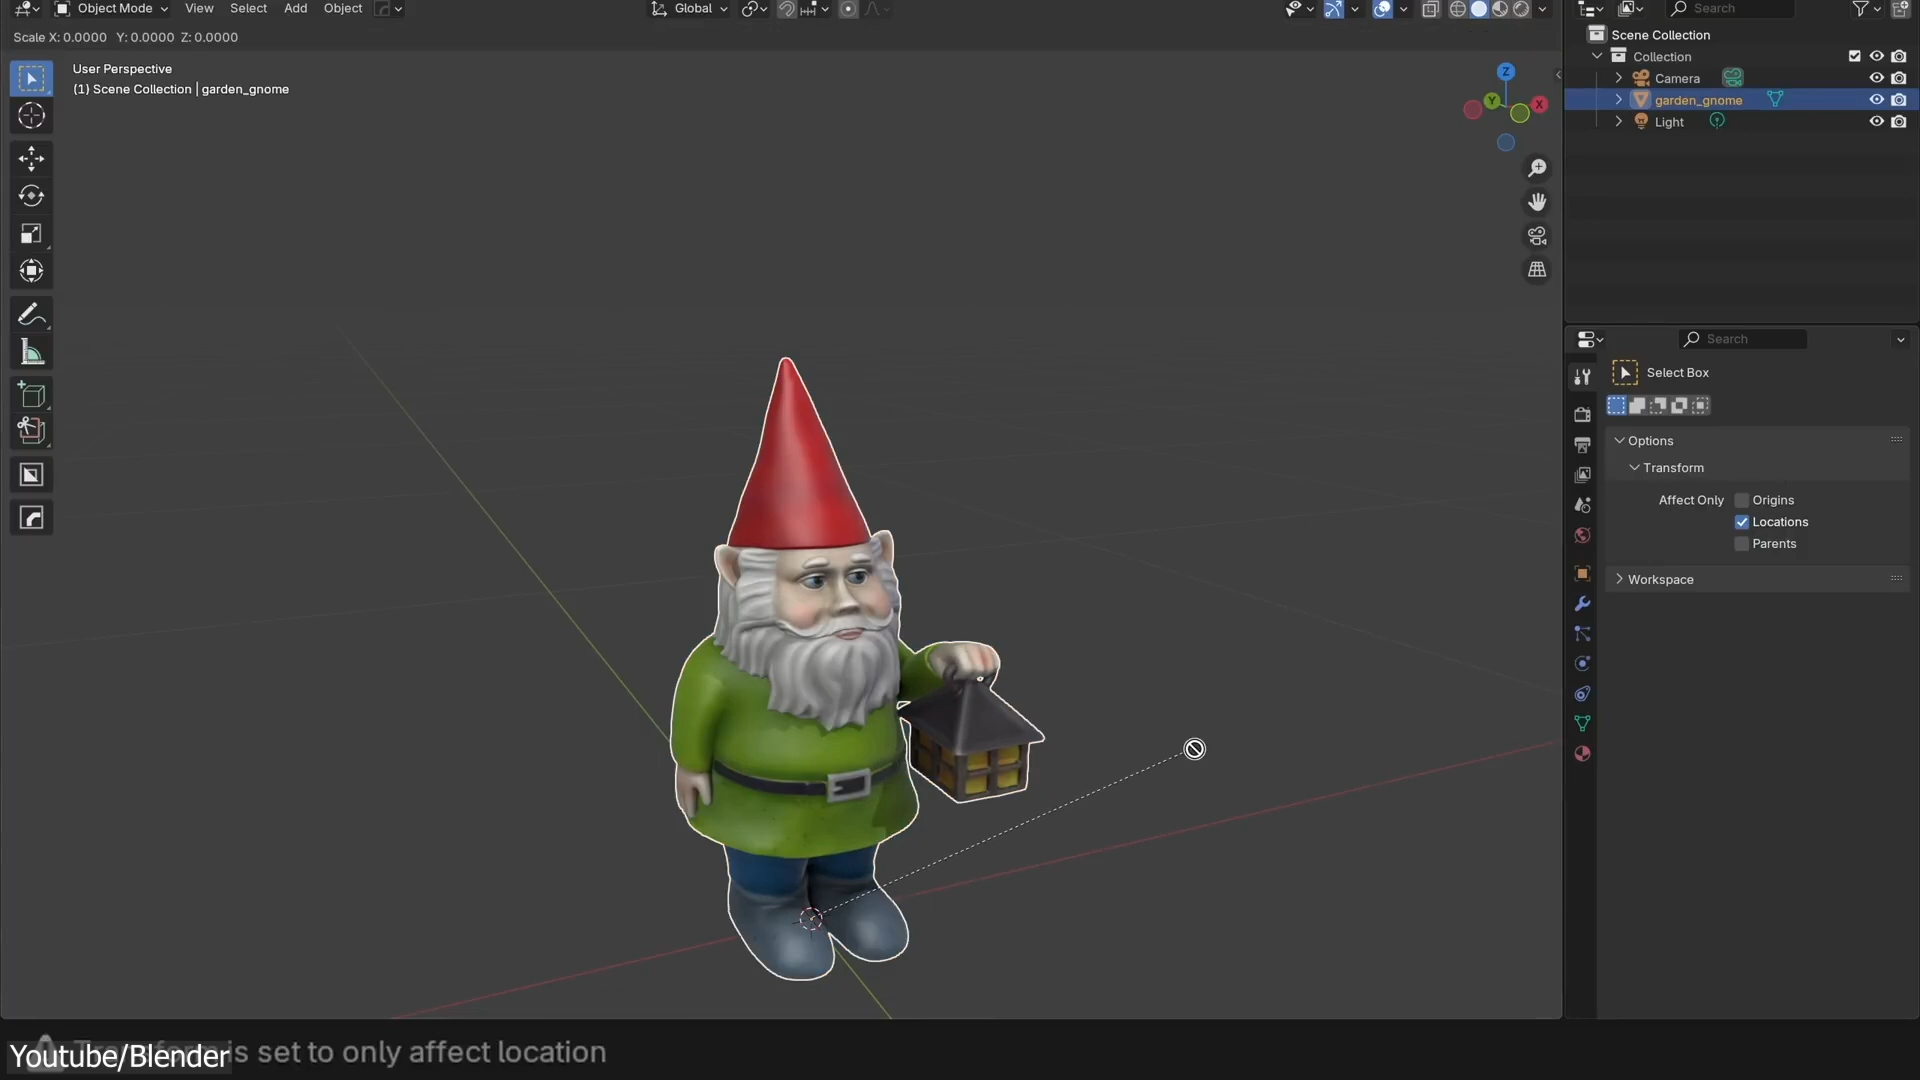 Object Mode View Select Add Object Global Search
Scale X: 0.0000 Y: 0.0000 Z: 0.0000
User Perspective
(1) Scene Collection | garden_gnome
Z
Y
X
Scene Collection
Collection
Camera
garden_gnome
Light
Search
Select Box
Options
Transform
Affect Only Origins
Locations
Parents
Workspace
is set to only affect location
Youtube/Blender